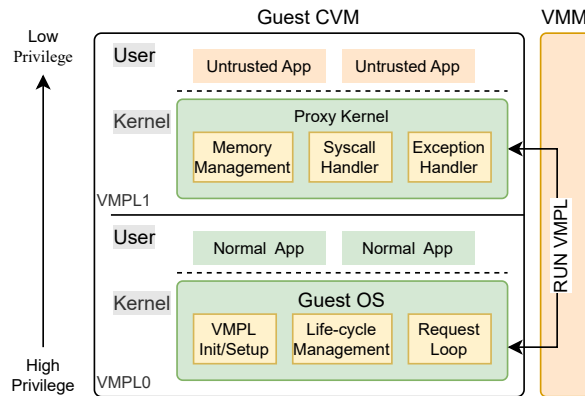 Guest CVM
VMM
Low
Privilege
User
Untrusted App
Untrusted App
Kernel
Proxy Kernel
Memory
Management
Syscall
Handler
Exception
Handler
VMPL1
RUN VMPL
User
Normal App
Normal App
Kernel
Guest OS
VMPL
Init/Setup
Life-cycle
Management
Request
Loop
High
Privilege
VMPL0